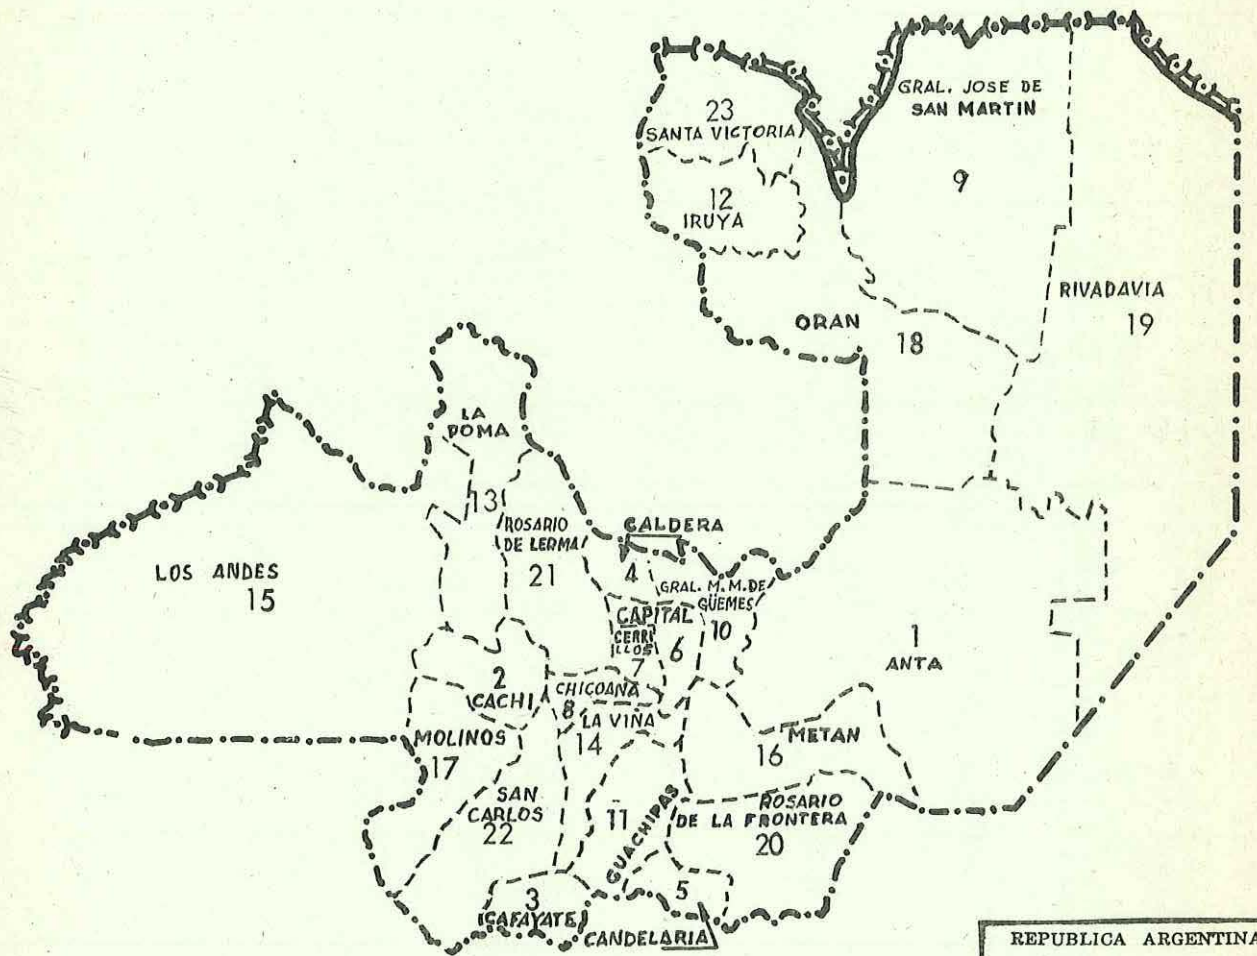 GRAL. JOSE DE
SAN MARTIN
9
23
SANTA VICTORIA
12
IRUYA
RIVADAVIA
19
ORAN
18
LA
POMA
13
ROSARIO
DE LERMA
21
CALDERA
4
LOS ANDES
15
GRAL. M. M. DE
GÜEMES
10
CAPITAL
6
CERRI
LLOS
7
1
ANTA
2
CACHI
CHICOANA
8
LA VIÑA
14
MOLINOS
17
METAN
16
SAN
CARLOS
22
11
GUACHIPAS
ROSARIO
DE LA FRONTERA
20
3
CAFAYATE
5
CANDELARIA
REPUBLICA ARGENTINA